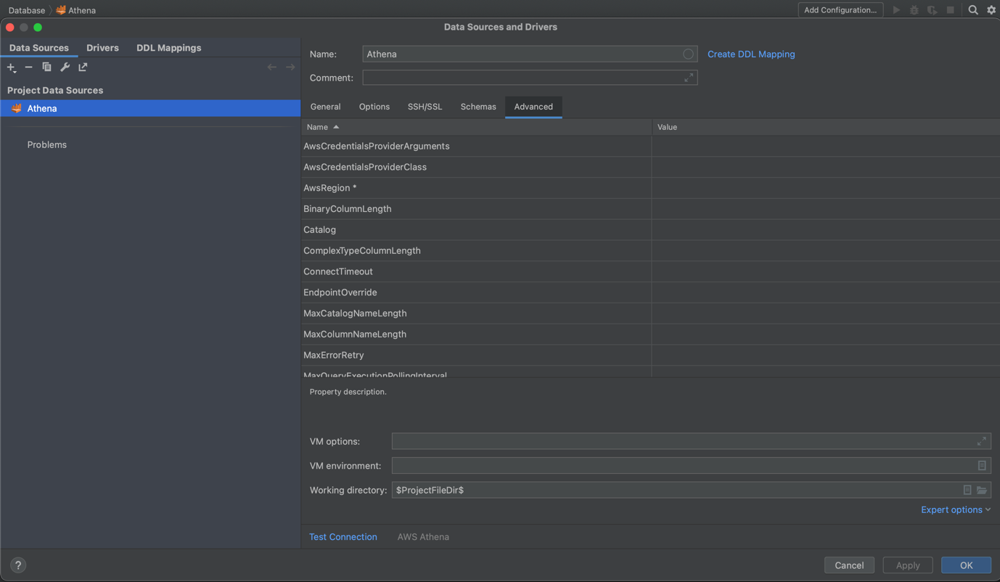 Database Athena Add Configuration...
Data Sources and Drivers
Data Sources Drivers DDL Mappings
Project Data Sources
Athena
Problems
Name: Athena Create DDL Mapping
Comment:
General Options SSH/SSL Schemas Advanced
Name Value
AwsCredentialsProviderArguments
AwsCredentialsProviderClass
AwsRegion *
BinaryColumnLength
Catalog
ComplexTypeColumnLength
ConnectTimeout
EndpointOverride
MaxCatalogNameLength
MaxColumnNameLength
MaxErrorRetry
MaxQueryExecutionPollingInterval
Property description.
VM options:
VM environment:
Working directory: $ProjectFileDir$
Expert options
Test Connection AWS Athena
? Cancel Apply OK